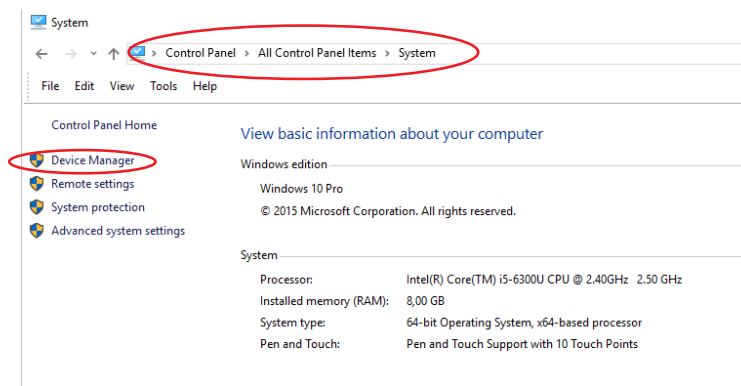 System
Control Panel > All Control Panel Items > System
File Edit View Tools Help
Control Panel Home
Device Manager
Remote settings
System protection
Advanced system settings
View basic information about your computer
Windows edition
Windows 10 Pro
© 2015 Microsoft Corporation. All rights reserved.
System
Processor: Intel(R) Core(TM) i5-6300U CPU @ 2.40GHz 2.50 GHz
Installed memory (RAM): 8,00 GB
System type: 64-bit Operating System, x64-based processor
Pen and Touch: Pen and Touch Support with 10 Touch Points